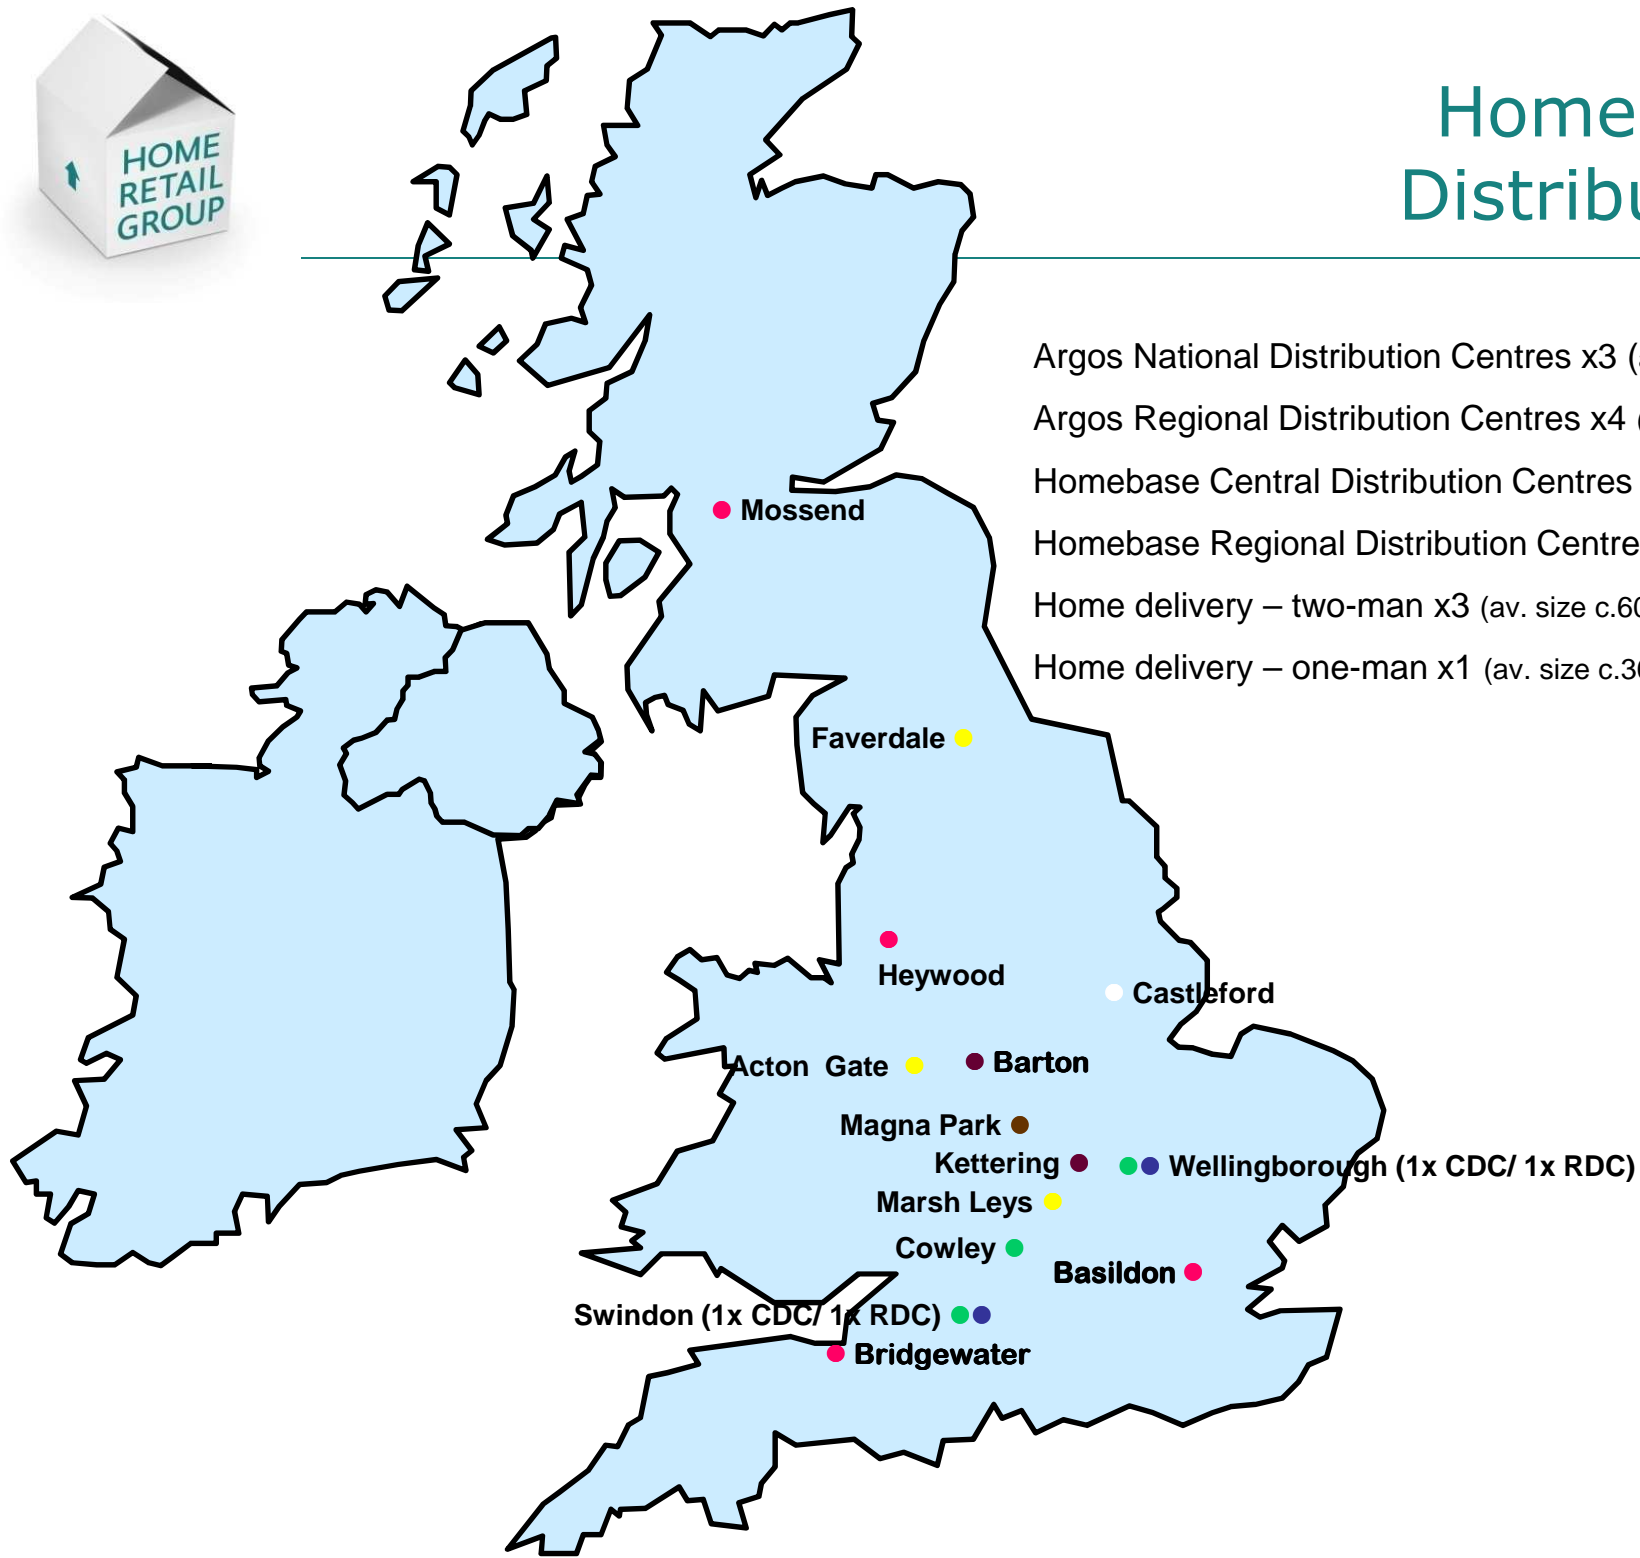 HOME
RETAIL
GROUP
Home
Distribu
Argos National Distribution Centres x3 (
Argos Regional Distribution Centres x4 (
Homebase Central Distribution Centres
Homebase Regional Distribution Centre
Home delivery – two-man x3 (av. size c.60
Home delivery – one-man x1 (av. size c.30
Mossend
Faverdale
Heywood
Castleford
Acton Gate
Barton
Magna Park
Kettering
Wellingborough (1x CDC/ 1x RDC)
Marsh Leys
Cowley
Basildon
Swindon (1x CDC/ 1x RDC)
Bridgewater